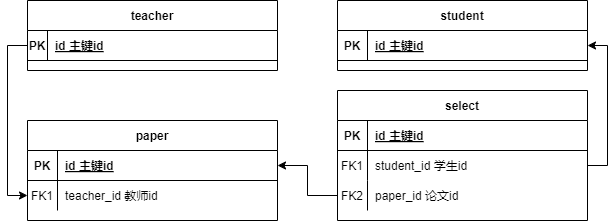 teacher
PK id 主键id
student
PK id 主键id
paper
PK id 主键id
FK1 teacher_id 教师id
select
PK id 主键id
FK1 student_id 学生id
FK2 paper_id 论文id